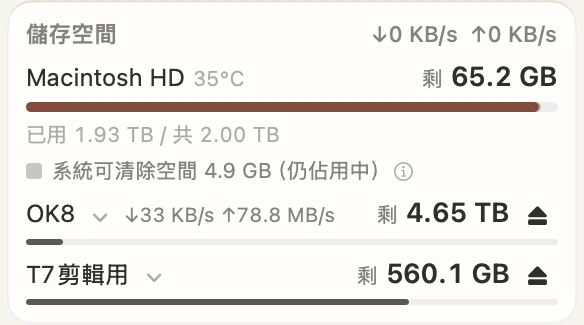 儲存空間 ↓0 KB/s ↑0 KB/s
Macintosh HD 35°C 剩 65.2 GB
已用 1.93 TB / 共 2.00 TB
系統可清除空間 4.9 GB (仍佔用中)
OK8 ↓33 KB/s ↑78.8 MB/s 剩 4.65 TB
T7剪輯用 剩 560.1 GB